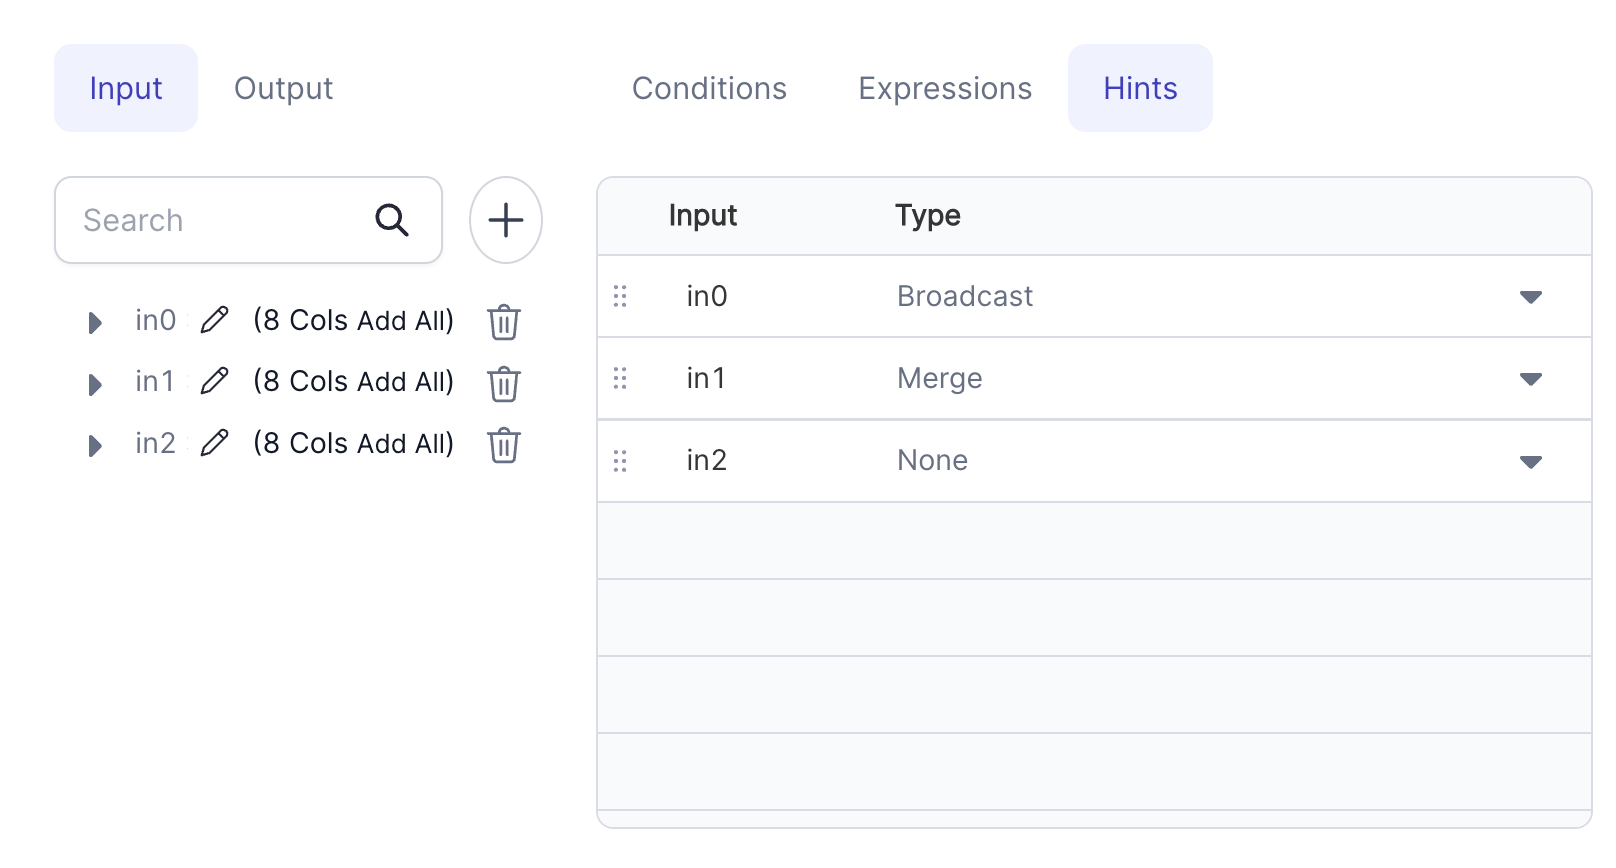 Input Output Conditions Expressions Hints
Search
in0 (8 Cols Add All)
in1 (8 Cols Add All)
in2 (8 Cols Add All)
Input Type
in0 Broadcast
in1 Merge
in2 None